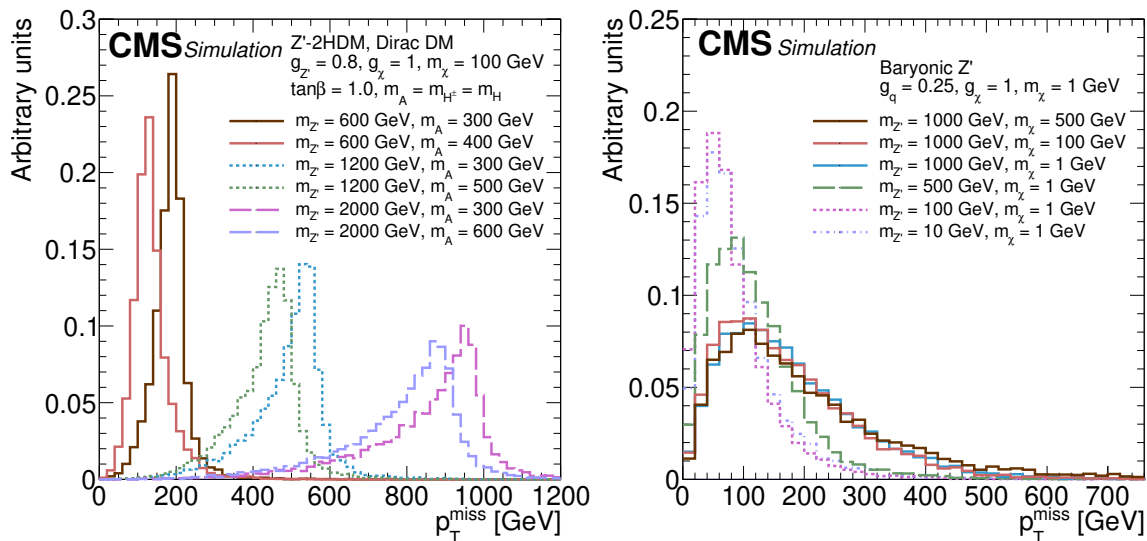 CMS Simulation
Z'-2HDM, Dirac DM
g_Z' = 0.8, g_χ = 1, m_χ = 100 GeV
tanβ = 1.0, m_A = m_H± = m_H
m_Z' = 600 GeV, m_A = 300 GeV
m_Z' = 600 GeV, m_A = 400 GeV
m_Z' = 1200 GeV, m_A = 300 GeV
m_Z' = 1200 GeV, m_A = 500 GeV
m_Z' = 2000 GeV, m_A = 300 GeV
m_Z' = 2000 GeV, m_A = 600 GeV
Arbitrary units
0.3
0.25
0.2
0.15
0.1
0.05
0
0 200 400 600 800 1000 1200
p_T^miss [GeV]
CMS Simulation
Baryonic Z'
g_q = 0.25, g_χ = 1, m_χ = 1 GeV
m_Z' = 1000 GeV, m_χ = 500 GeV
m_Z' = 1000 GeV, m_χ = 100 GeV
m_Z' = 1000 GeV, m_χ = 1 GeV
m_Z' = 500 GeV, m_χ = 1 GeV
m_Z' = 100 GeV, m_χ = 1 GeV
m_Z' = 10 GeV, m_χ = 1 GeV
Arbitrary units
0.25
0.2
0.15
0.1
0.05
0
0 100 200 300 400 500 600 700
p_T^miss [GeV]